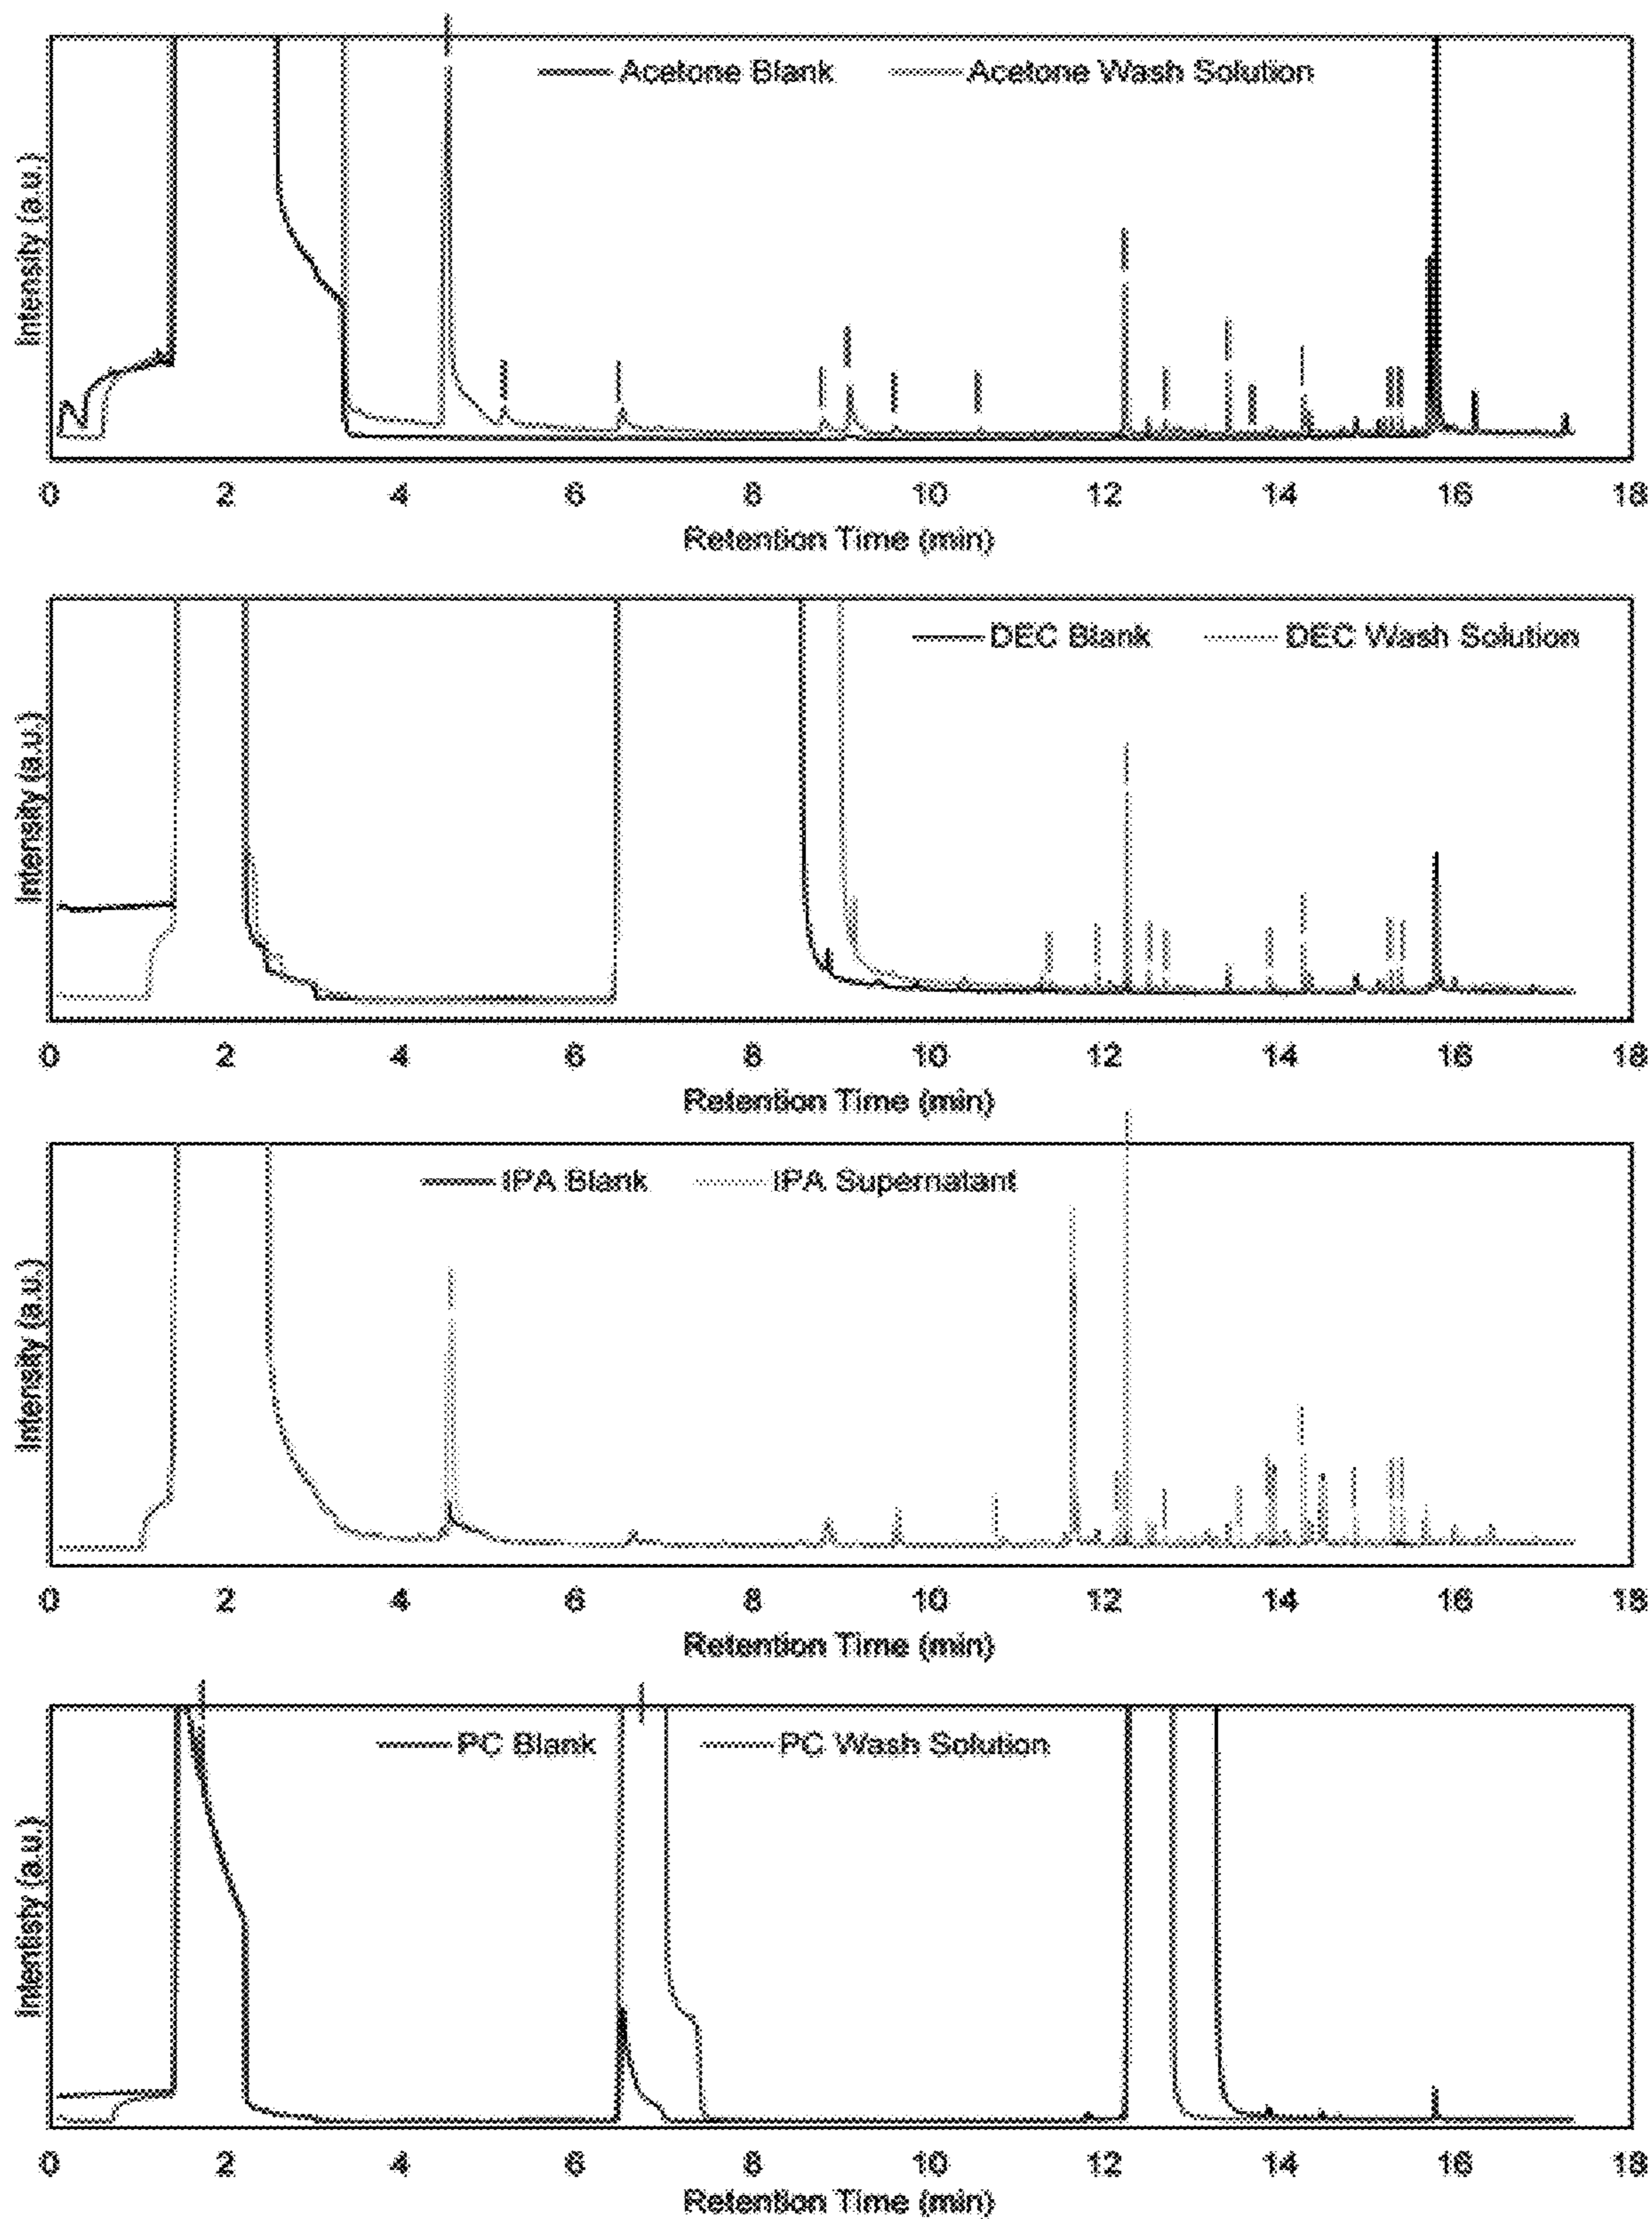 Acetone Blank Acetone Wash Solution
Intensity (a.u.)
0 2 4 6 8 10 12 14 16 18
Retention Time (min)
DEC Blank DEC Wash Solution
Intensity (a.u.)
0 2 4 6 8 10 12 14 16 18
Retention Time (min)
IPA Blank IPA Supernatant
Intensity (a.u.)
0 2 4 6 8 10 12 14 16 18
Retention Time (min)
PC Blank PC Wash Solution
Intentisty (a.u.)
0 2 4 6 8 10 12 14 16 18
Retention Time (min)